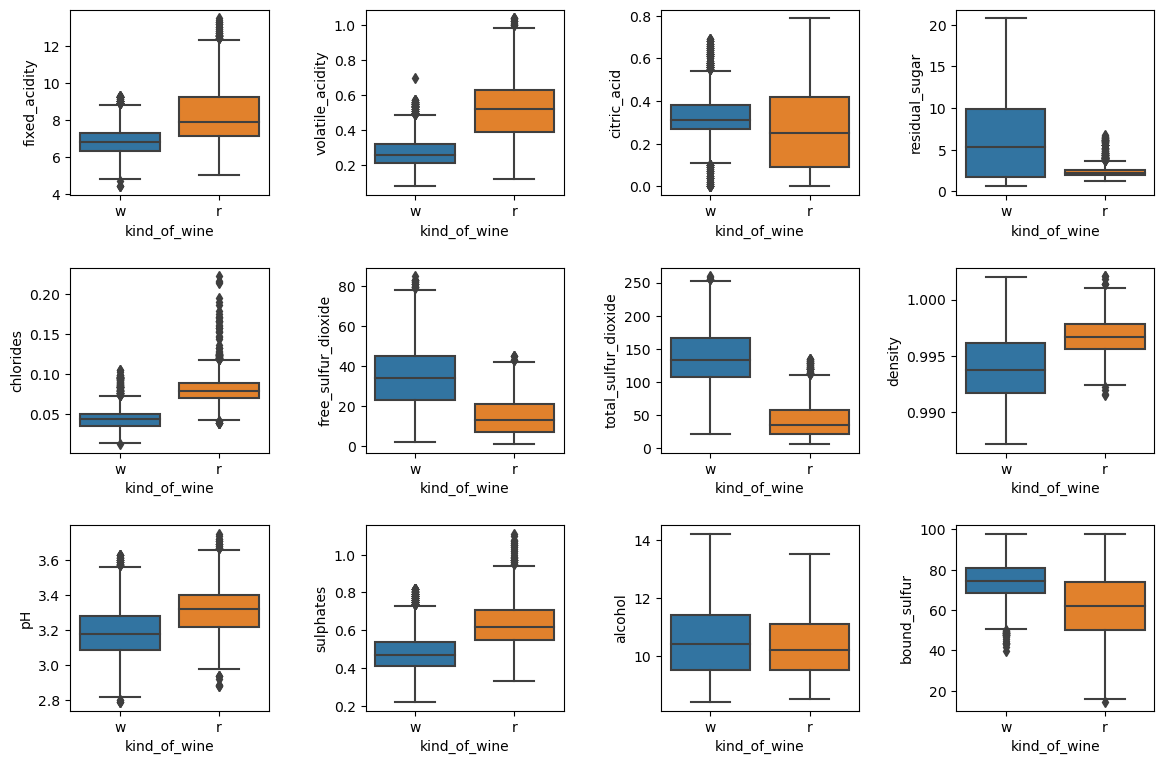 fixed_acidity
12
10
8
6
4
w r
kind_of_wine
volatile_acidity
1.0
0.8
0.6
0.4
0.2
w r
kind_of_wine
citric_acid
0.8
0.6
0.4
0.2
0.0
w r
kind_of_wine
residual_sugar
20
15
10
5
0
w r
kind_of_wine
chlorides
0.20
0.15
0.10
0.05
w r
kind_of_wine
free_sulfur_dioxide
80
60
40
20
0
w r
kind_of_wine
total_sulfur_dioxide
250
200
150
100
50
0
w r
kind_of_wine
density
1.000
0.995
0.990
w r
kind_of_wine
pH
3.6
3.4
3.2
3.0
2.8
w r
kind_of_wine
sulphates
1.0
0.8
0.6
0.4
0.2
w r
kind_of_wine
alcohol
14
12
10
w r
kind_of_wine
bound_sulfur
100
80
60
40
20
w r
kind_of_wine